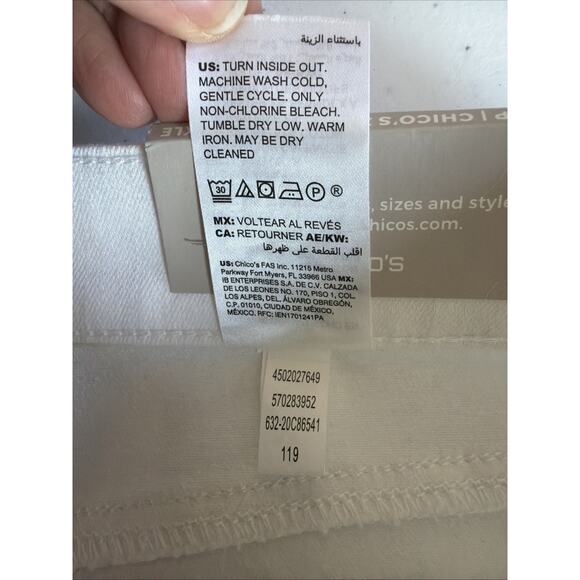 باستثناء الزينة
US: TURN INSIDE OUT.
MACHINE WASH COLD,
GENTLE CYCLE. ONLY
NON-CHLORINE BLEACH.
TUMBLE DRY LOW. WARM
IRON. MAY BE DRY
CLEANED
30 P ®
MX: VOLTEAR AL REVÉS
CA: RETOURNER AE/KW:
اقلب القطعة على ظهرها
US: Chico's FAS Inc. 11215 Metro
Parkway Fort Myers, FL 33966 USA MX:
IB ENTERPRISES S.A. DE C.V. CALZADA
DE LOS LEONES NO. 170, PISO 1, COL.
LOS ALPES, DEL. ÁLVARO OBREGÓN,
C.P. 01010, CIUDAD DE MÉXICO,
MÉXICO. RFC: IEN1701241PA
P | CHICO'S
, sizes and style
hicos.com.
O'S
4502027649
570283952
632-20C86541
119